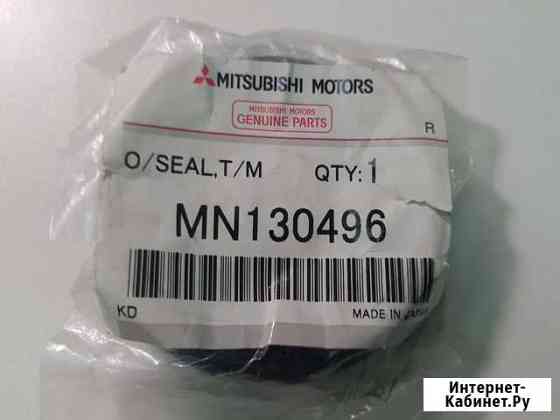 MITSUBISHI MOTORS
MITSUBISHI MOTORS
GENUINE PARTS
R
O/SEAL,T/M QTY:1
MN130496
KD MADE IN JAPAN
Интернет-
Кабинет.Ру